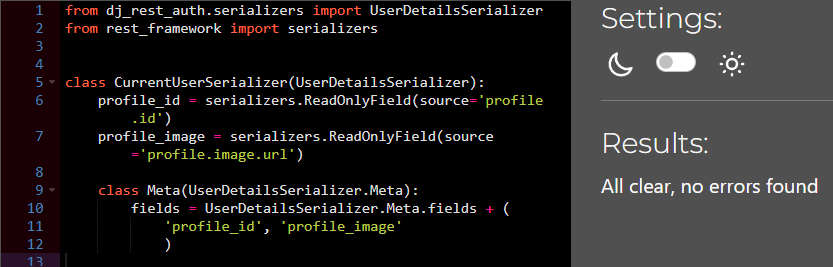 1 from dj_rest_auth.serializers import UserDetailsSerializer
2 from rest_framework import serializers
3
4
5 class CurrentUserSerializer(UserDetailsSerializer):
6     profile_id = serializers.ReadOnlyField(source='profile
        .id')
7     profile_image = serializers.ReadOnlyField(source
        ='profile.image.url')
8
9     class Meta(UserDetailsSerializer.Meta):
10         fields = UserDetailsSerializer.Meta.fields + (
11             'profile_id', 'profile_image'
12             )
13
Settings:
Results:
All clear, no errors found